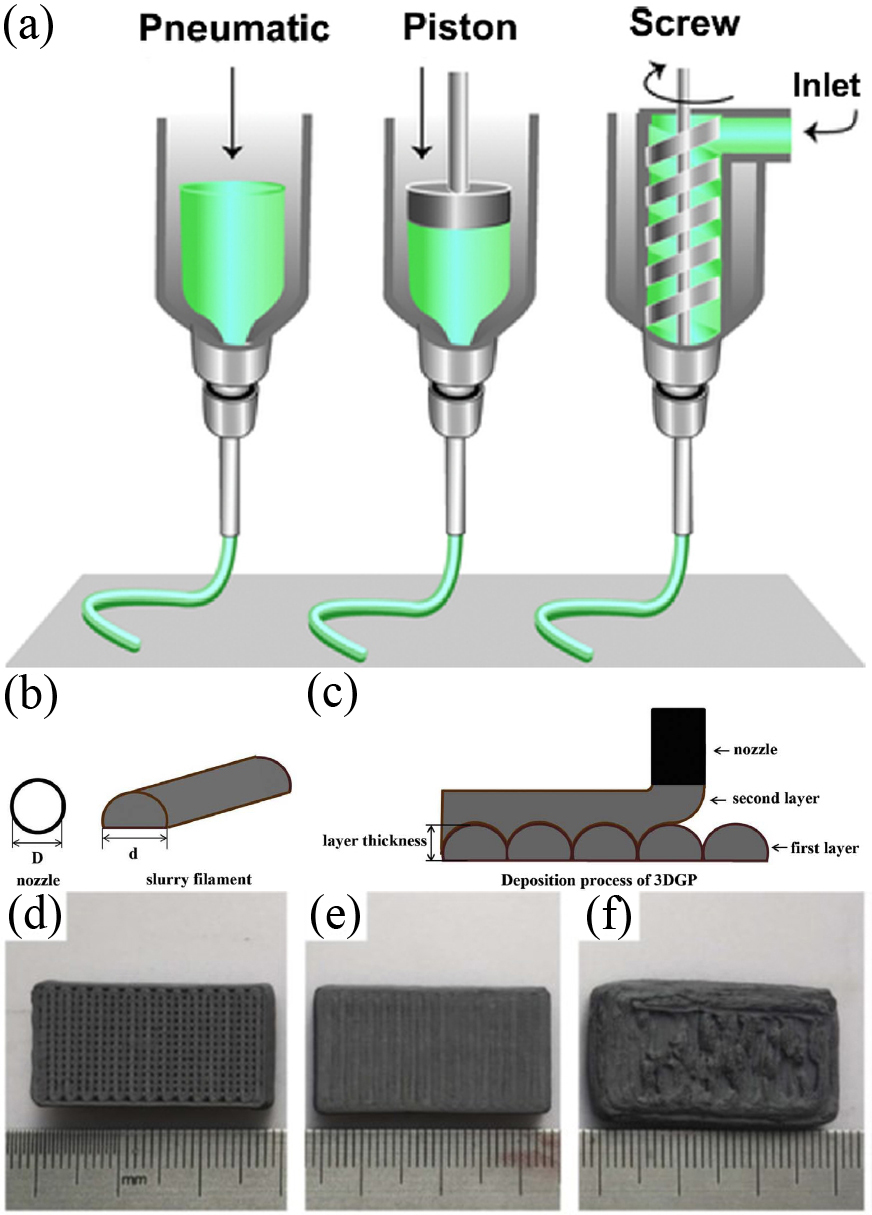 (a)
Pneumatic
Piston
Screw
Inlet
(b)
(c)
D
nozzle
d
slurry filament
nozzle
second layer
layer thickness
first layer
Deposition process of 3DGP
(d)
(e)
(f)
mm